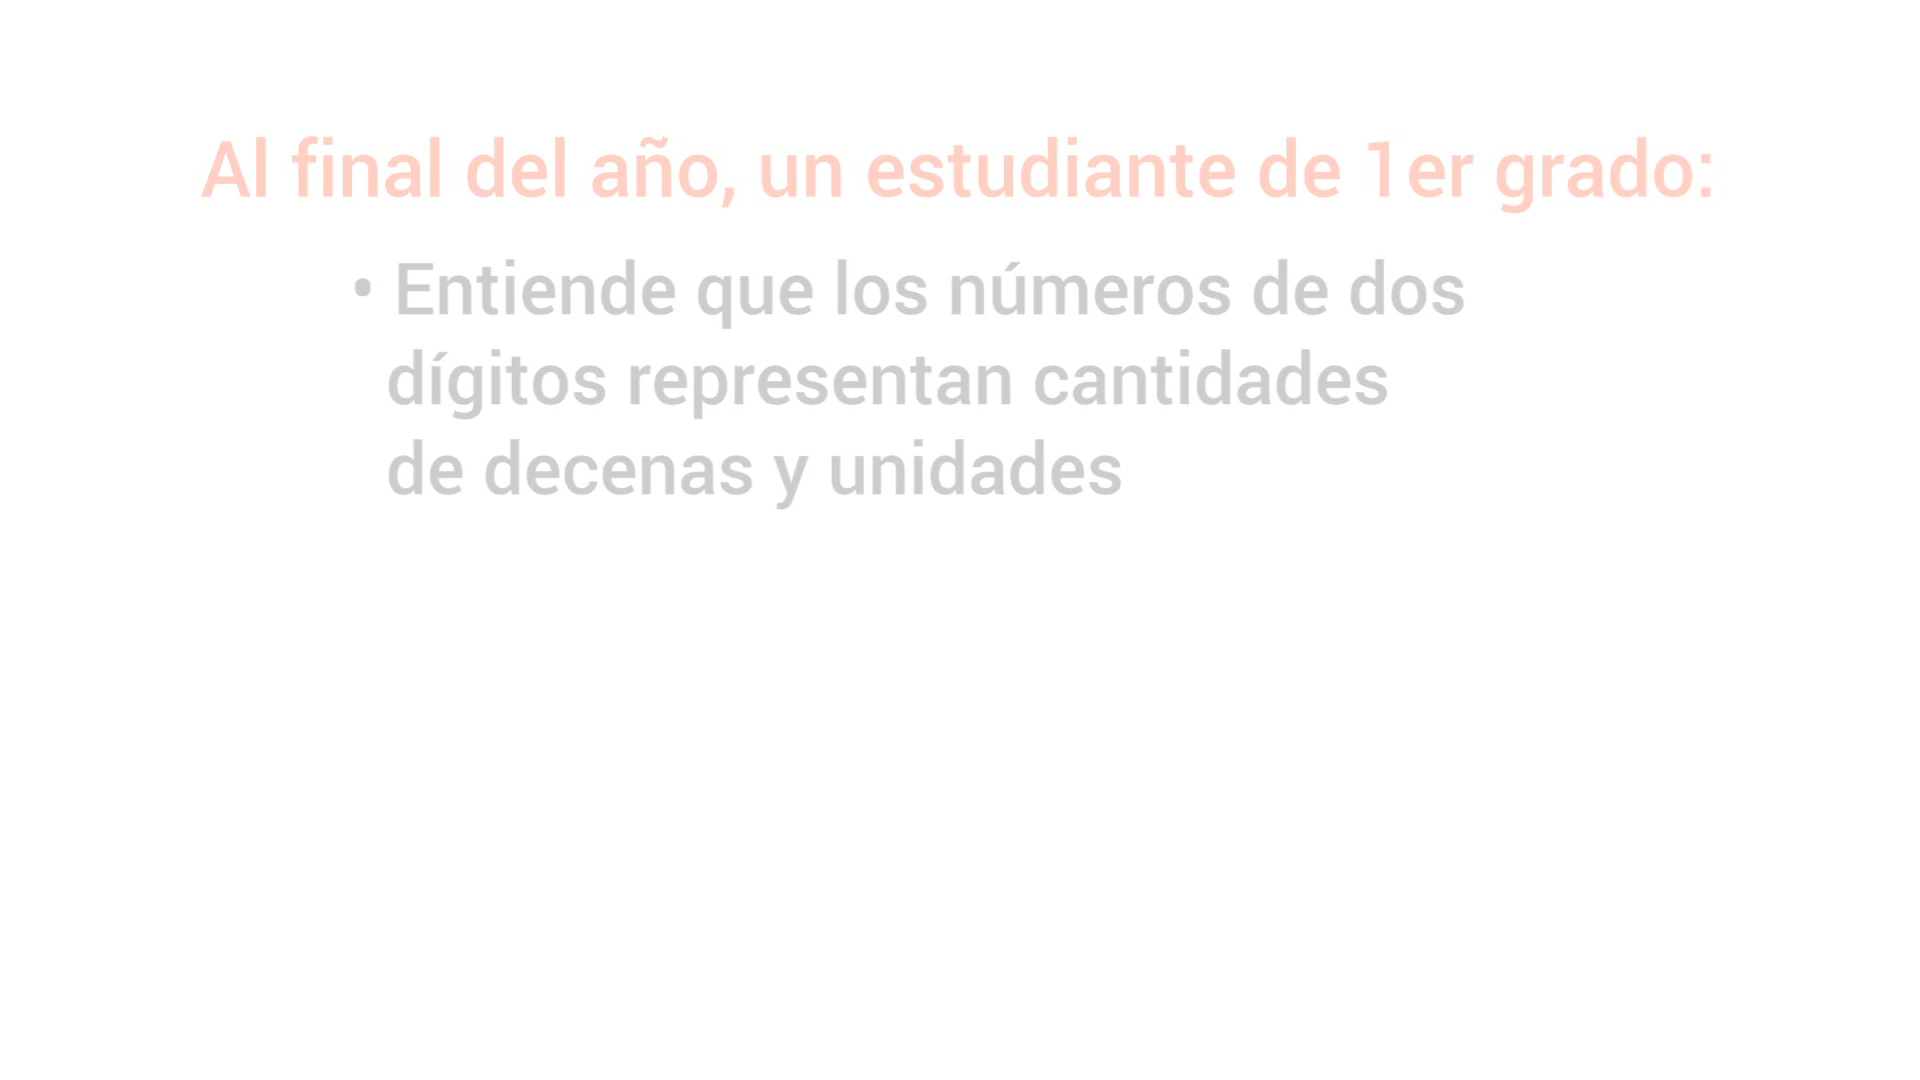 Al final del año, un estudiante de 1er grado:
• Entiende que los números de dos
dígitos representan cantidades
de decenas y unidades